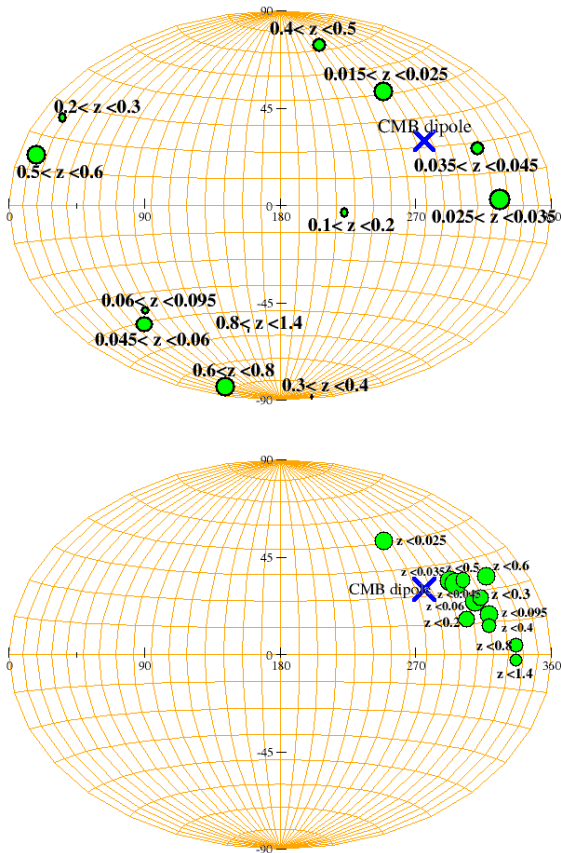 90
0.4< z <0.5
0.015< z <0.025
0.2< z <0.3
45
CMB dipole
0.035< z <0.045
0.5< z <0.6
0
90
180
0
270
360
0.025< z <0.035
0.1< z <0.2
0.06< z <0.095
-45
0.8< z <1.4
0.045< z <0.06
0.6<z <0.8
0.3< z <0.4
-90
90
z <0.025
45
z <0.035
z <0.5
z <0.6
CMB dipole
z <0.045
z <0.3
z <0.06
z <0.095
z <0.2
z <0.4
z <0.8
0
90
180
0
270
360
z <1.4
-45
-90